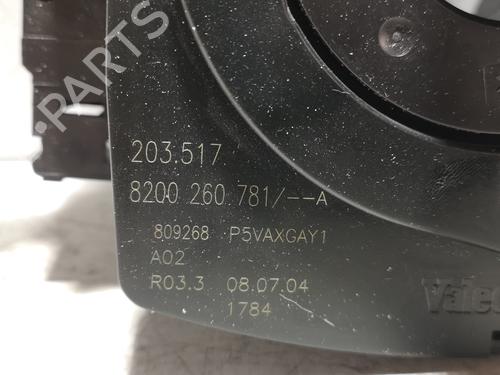 B-PARTS
203.517
8200 260 781/--A
809268 P5VAXGAY1
A02
R03.3 08.07.04
1784
Valeo